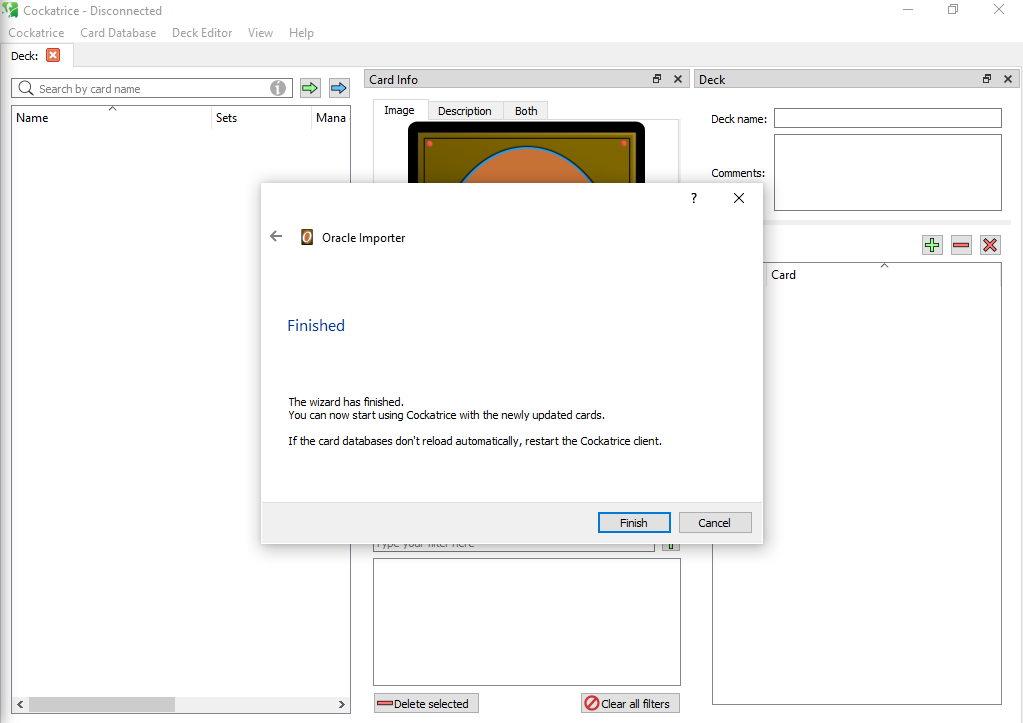 Cockatrice - Disconnected
Cockatrice Card Database Deck Editor View Help
Deck:
Search by card name
Name Sets Mana
Card Info
Image Description Both
Deck
Deck name:
Comments:
Card
?
Oracle Importer
Finished
The wizard has finished.
You can now start using Cockatrice with the newly updated cards.
If the card databases don't reload automatically, restart the Cockatrice client.
Finish Cancel
Type your filter here
Delete selected Clear all filters